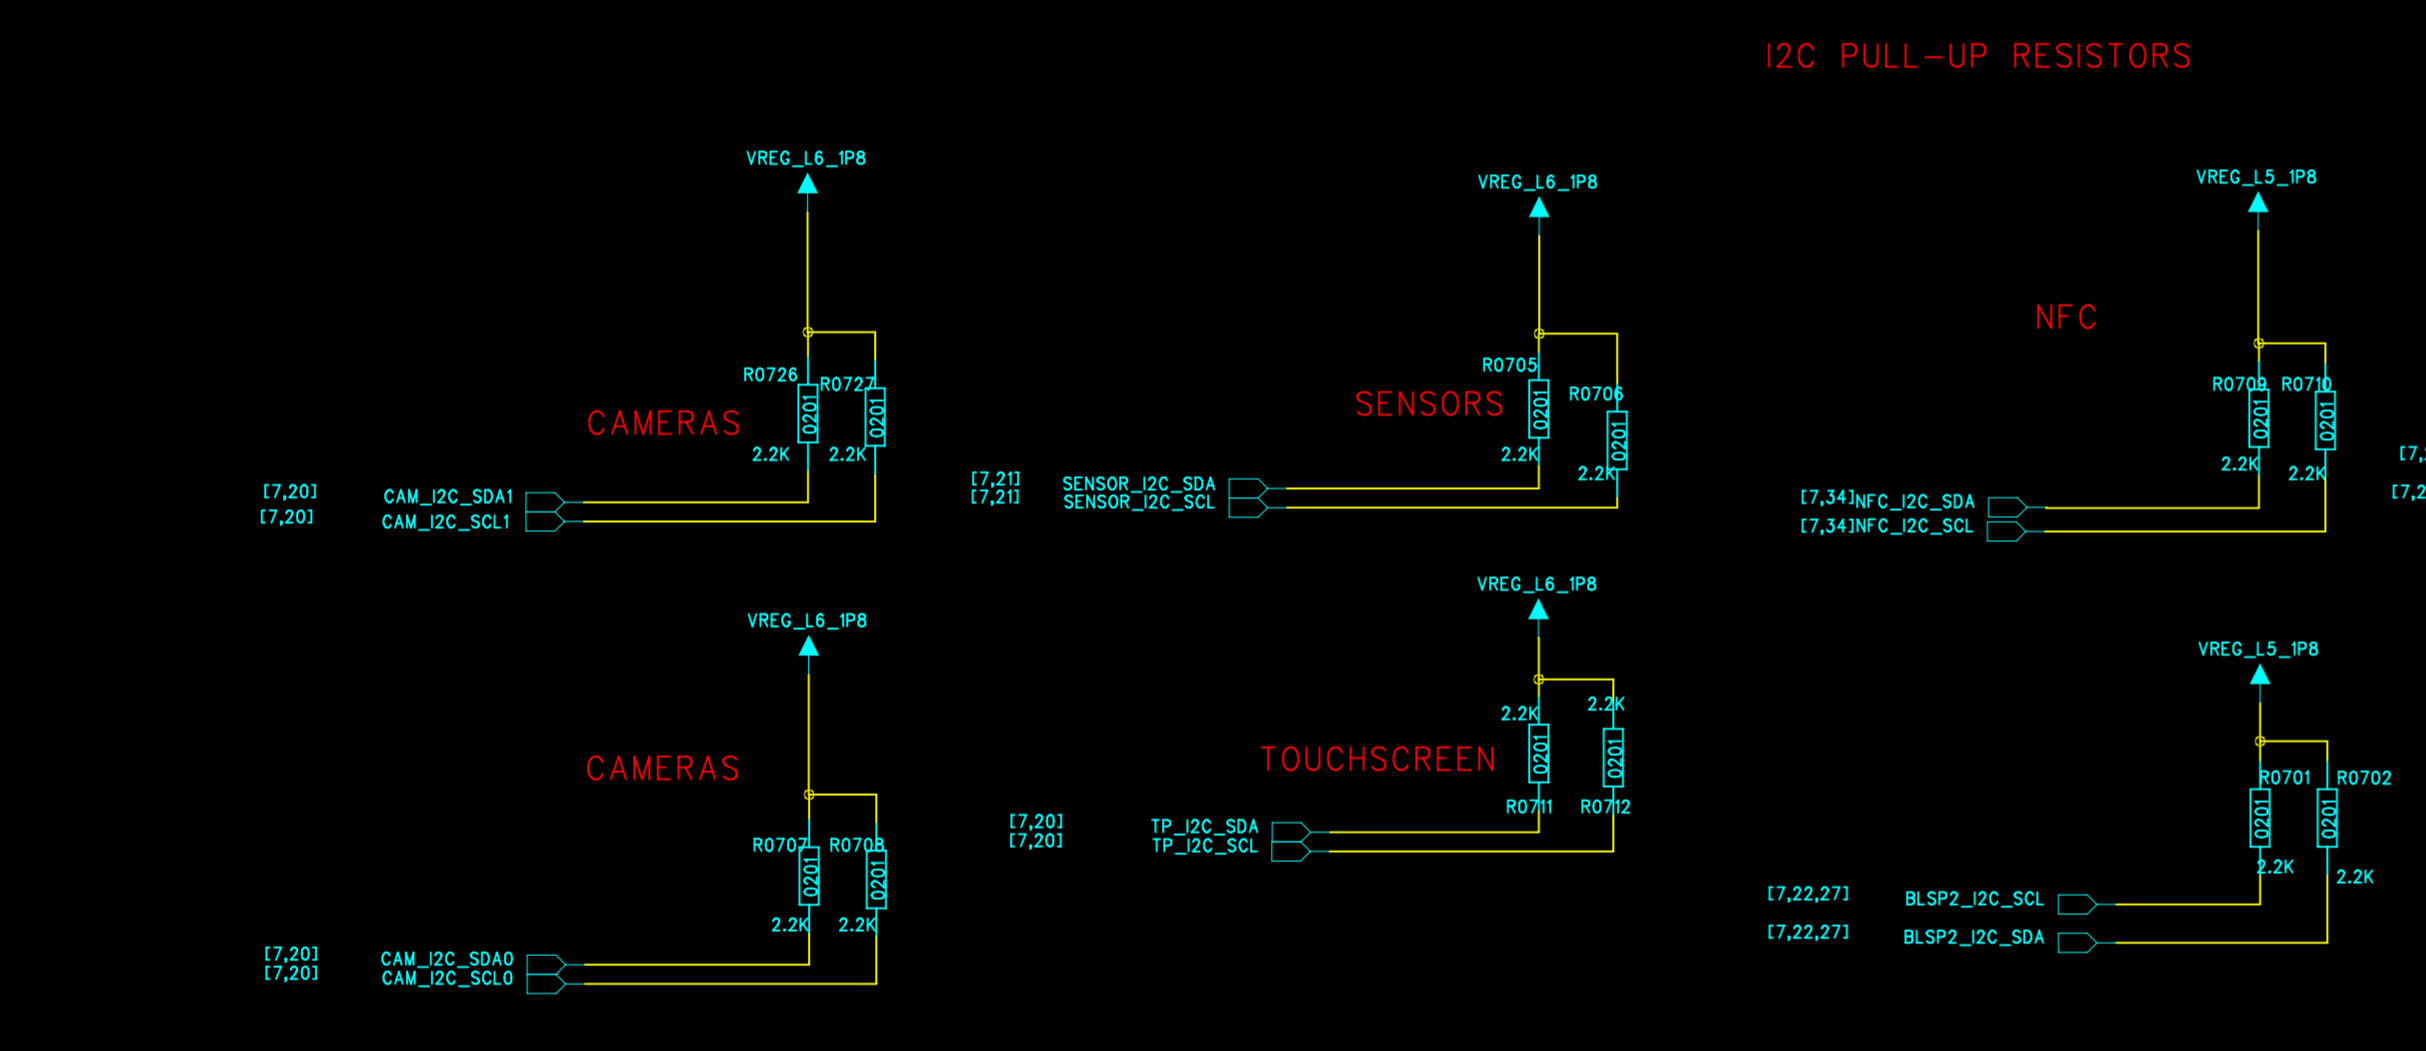 I2C PULL-UP RESISTORS
VREG_L6_1P8
R0726
R0727
0201
0201
CAMERAS
2.2K
2.2K
[7,20]
CAM_I2C_SDA1
[7,20]
CAM_I2C_SCL1
VREG_L6_1P8
R0705
R0706
0201
0201
SENSORS
2.2K
2.2K
[7,21]
SENSOR_I2C_SDA
[7,21]
SENSOR_I2C_SCL
VREG_L5_1P8
NFC
R0709
R0710
0201
0201
2.2K
2.2K
[7,34]NFC_I2C_SDA
[7,34]NFC_I2C_SCL
VREG_L6_1P8
CAMERAS
R0707
R0708
0201
0201
2.2K
2.2K
[7,20]
CAM_I2C_SDA0
[7,20]
CAM_I2C_SCL0
VREG_L6_1P8
2.2K
2.2K
0201
0201
TOUCHSCREEN
R0711
R0712
[7,20]
TP_I2C_SDA
[7,20]
TP_I2C_SCL
VREG_L5_1P8
R0701
R0702
0201
0201
2.2K
2.2K
[7,22,27]
BLSP2_I2C_SCL
[7,22,27]
BLSP2_I2C_SDA